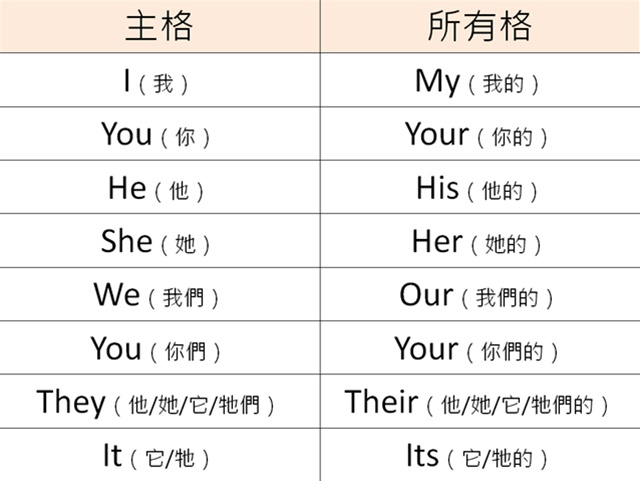 主格 所有格
I（我） My（我的）
You（你） Your（你的）
He（他） His（他的）
She（她） Her（她的）
We（我們） Our（我們的）
You（你們） Your（你們的）
They（他/她/它/牠們） Their（他/她/它/牠們的）
It（它/牠） Its（它/牠的）